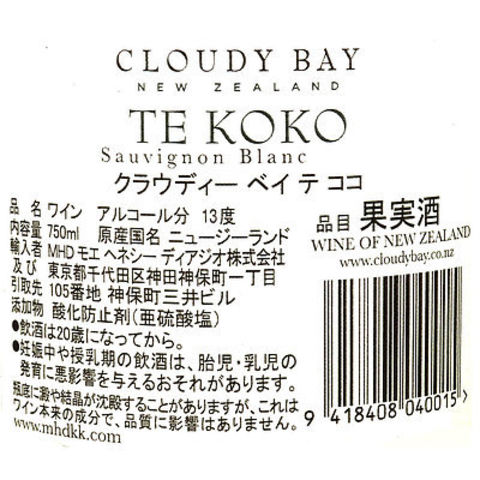 CLOUDY BAY
NEW ZEALAND
TE KOKO
Sauvignon Blanc
クラウディー ベイ テ ココ
品名 ワイン アルコール分 13度
内容量 750ml 原産国名 ニュージーランド
輸入者 MHD モエ ヘネシー ディアジオ株式会社
及び 東京都千代田区神田神保町一丁目
引取先 105番地 神保町三井ビル
添加物 酸化防止剤(亜硫酸塩)
●飲酒は20歳になってから。
●妊娠中や授乳期の飲酒は、胎児・乳児の
発育に悪影響を与えるおそれがあります。
瓶底に澱や結晶が沈殿することがありますが、これは
ワイン本来の成分で、品質に影響はありません。
www.mhdkk.com
品目 果実酒
WINE OF NEW ZEALAND
www.cloudybay.co.nz
9 418408 040015 >